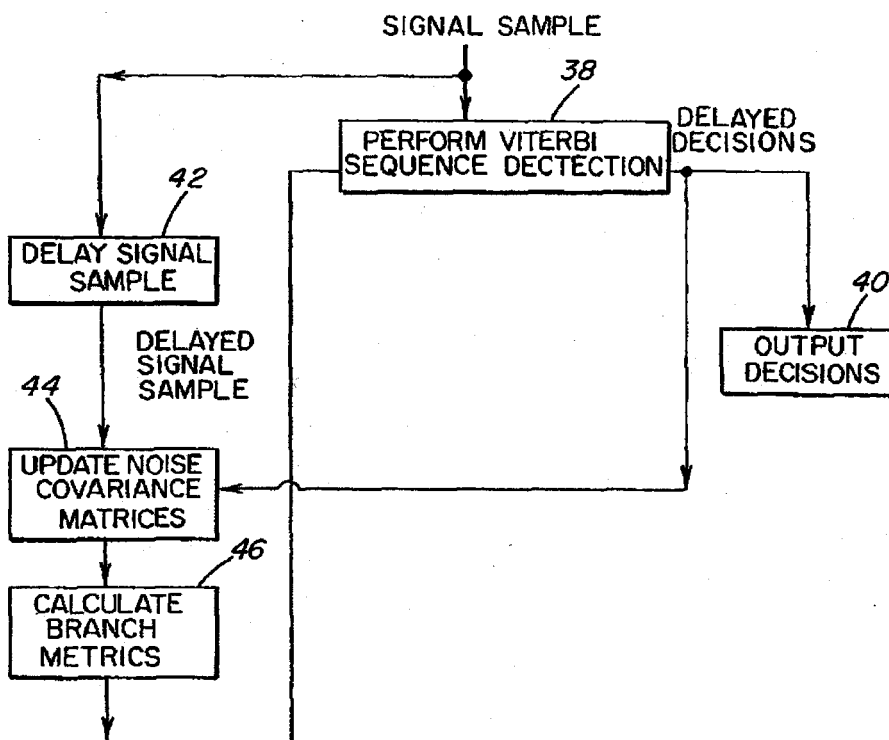 SIGNAL SAMPLE
38
PERFORM VITERBI
SEQUENCE DECTECTION
DELAYED
DECISIONS
42
DELAY SIGNAL
SAMPLE
40
OUTPUT
DECISIONS
DELAYED
SIGNAL
SAMPLE
44
UPDATE NOISE
COVARIANCE
MATRICES
46
CALCULATE
BRANCH
METRICS